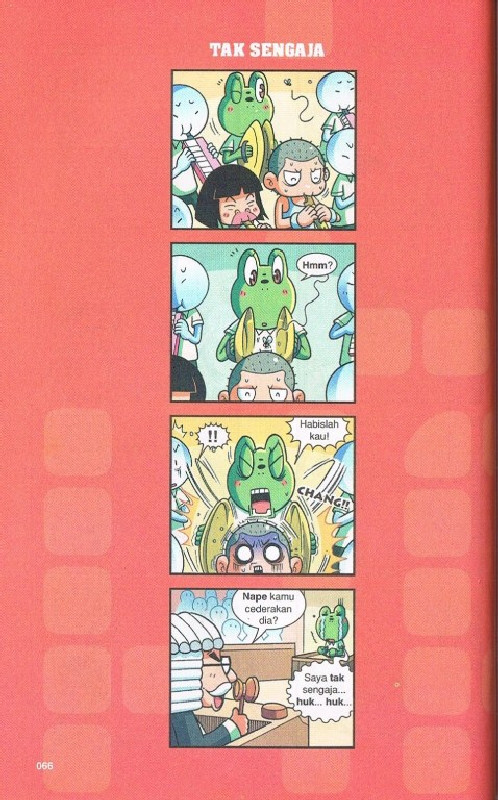 TAK SENGAJA
Hmm?
!!
Habislah
kau!
CHANG!!
Nape kamu
cederakan
dia?
Saya tak
sengaja...
huk... huk...
066